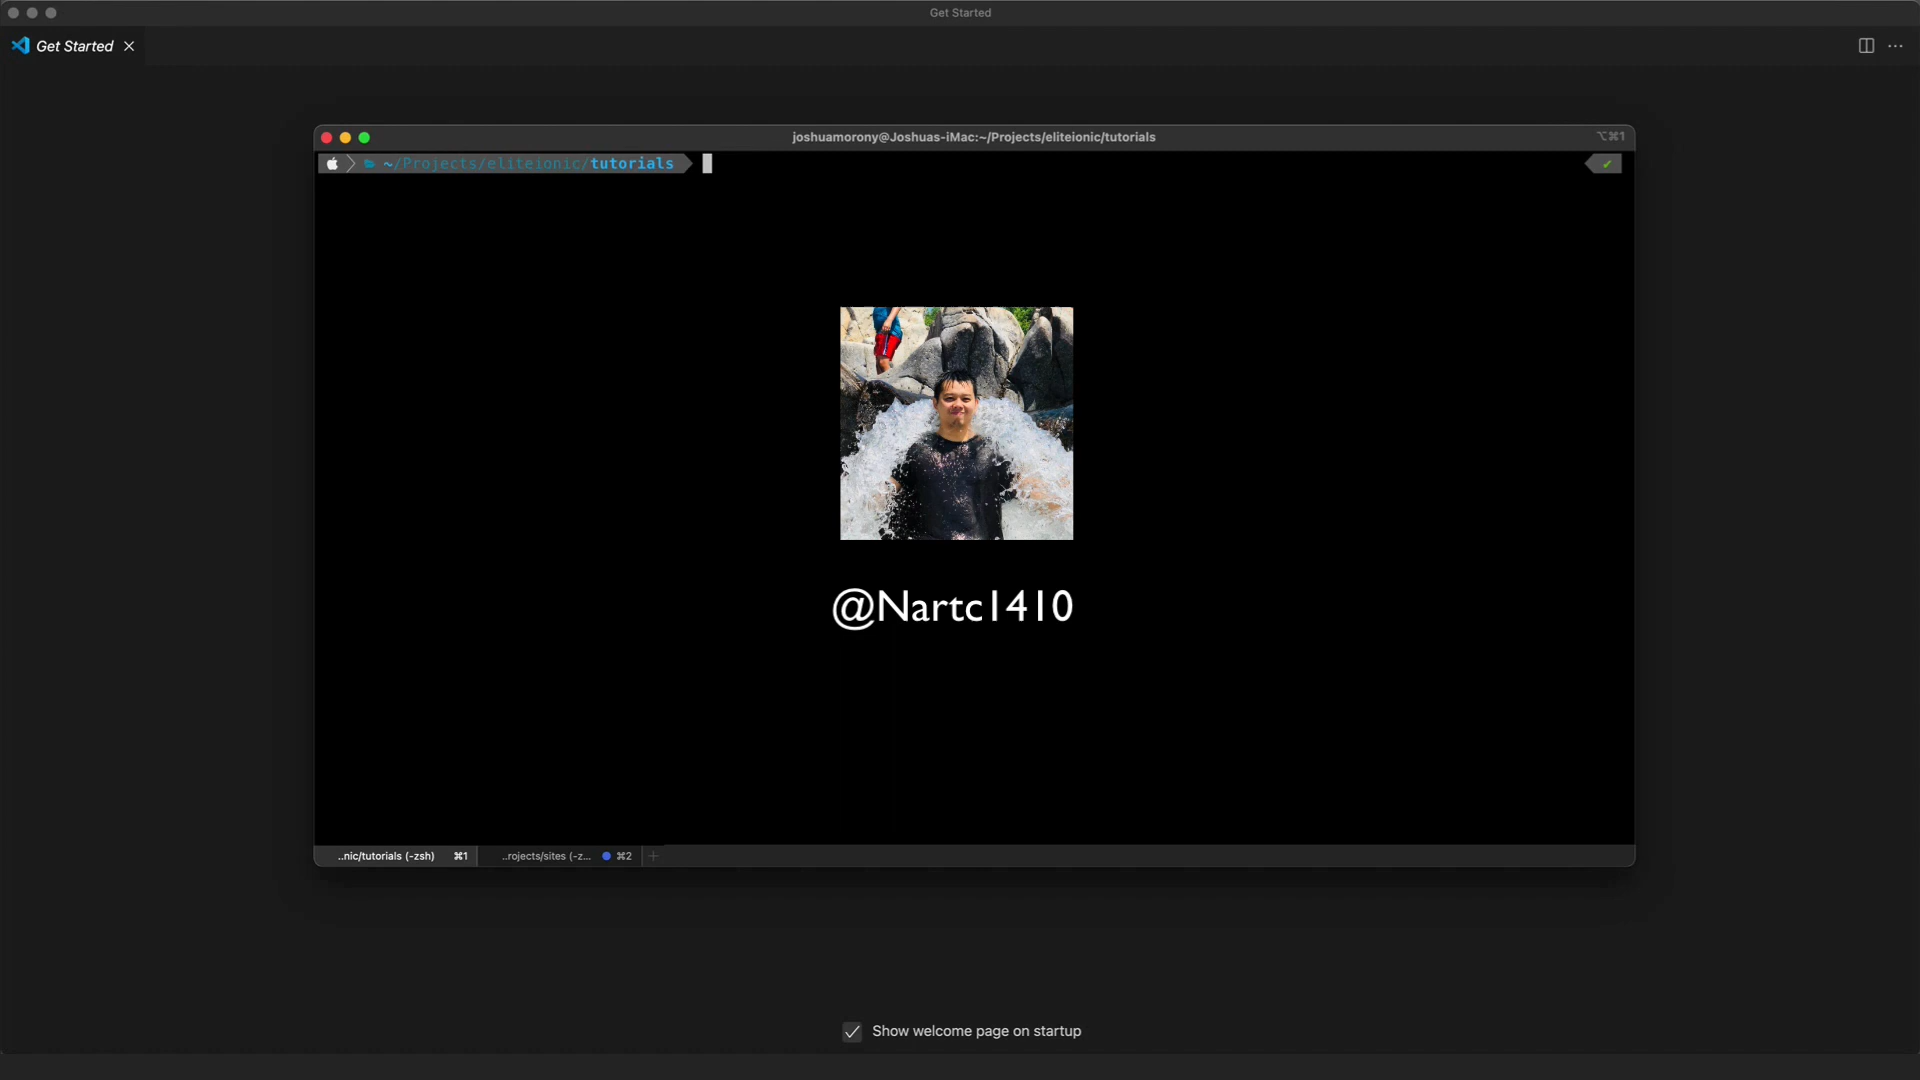 Get Started
Get Started
joshuamorony@Joshuas-iMac:~/Projects/eliteionic/tutorials
⌥⌘1
~/Projects/eliteionic/tutorials
@Nartc1410
..nic/tutorials (-zsh) ⌘1
..rojects/sites (-z... ⌘2
Show welcome page on startup